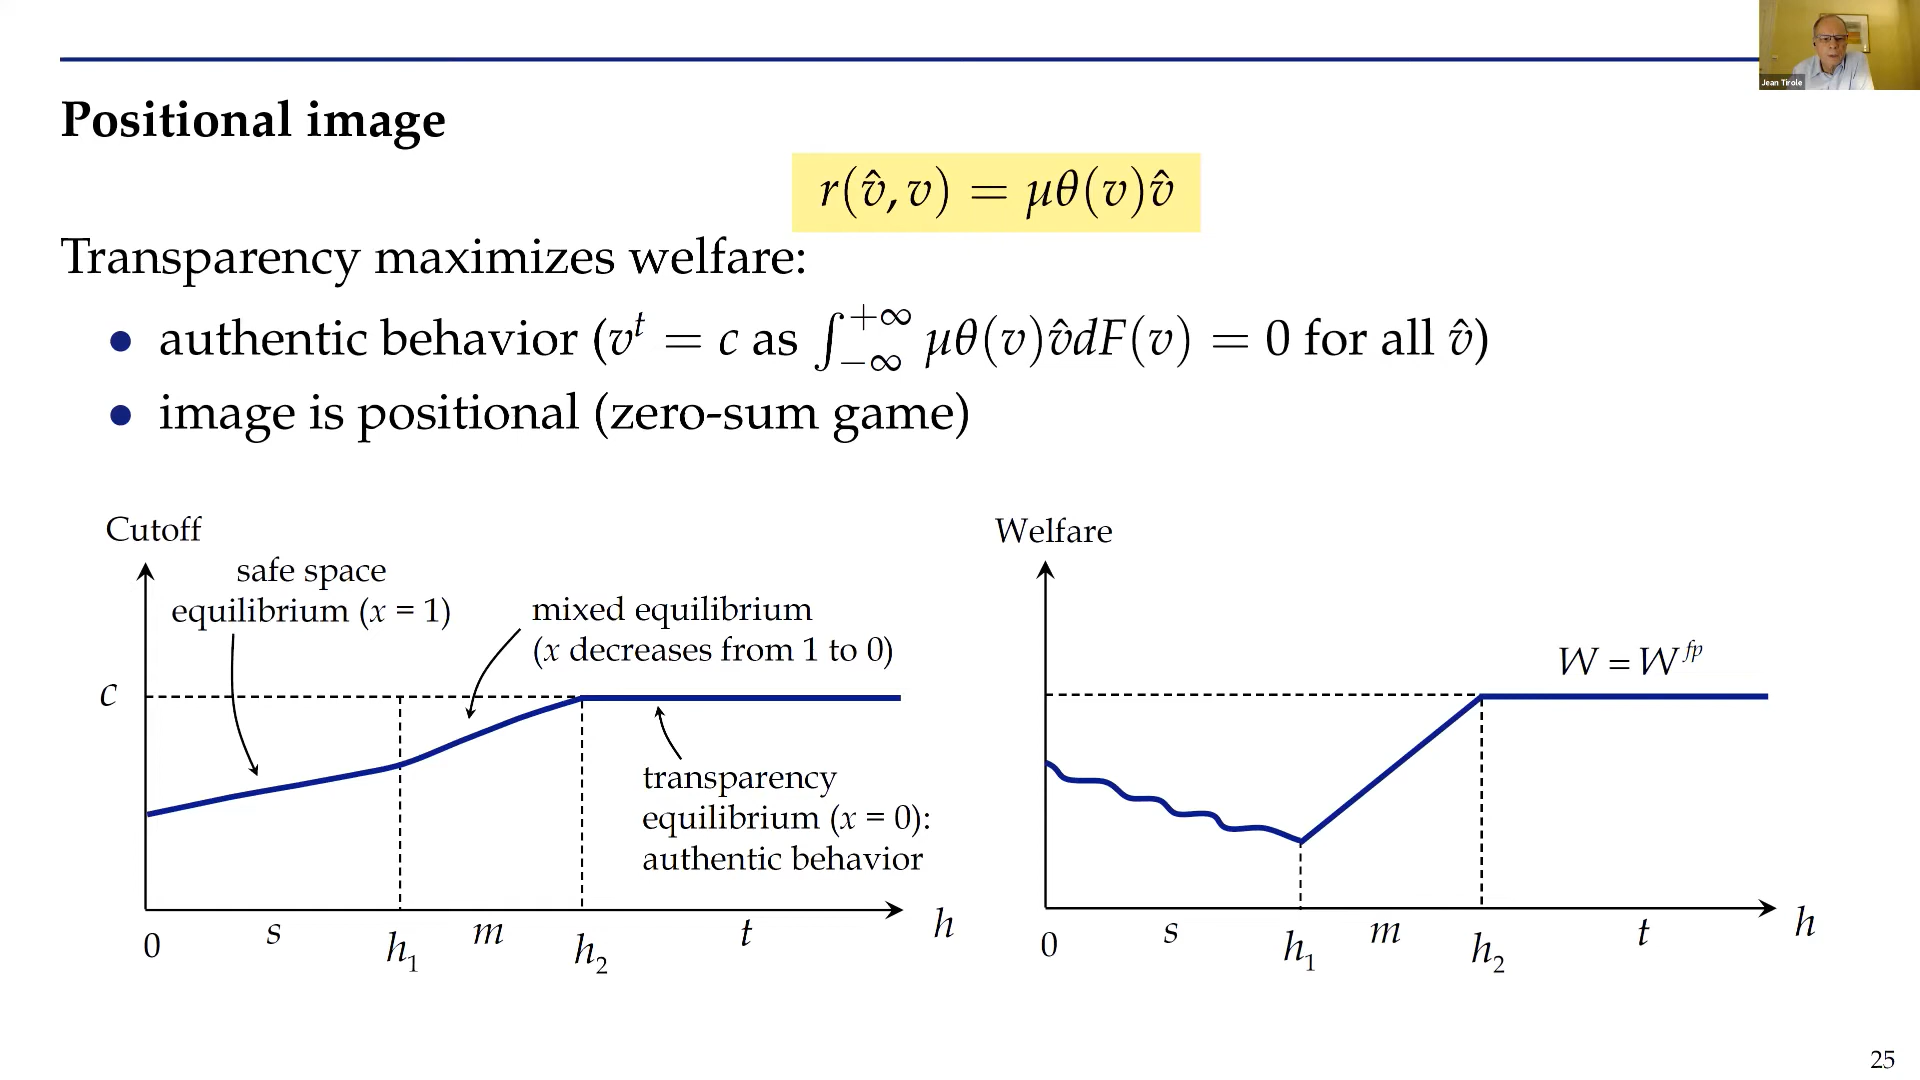 Jean Tirole
Positional image
r(v̂, v) = μθ(v)v̂
Transparency maximizes welfare:
• authentic behavior (vᵗ = c as ∫₋∞⁺∞ μθ(v)v̂dF(v) = 0 for all v̂)
• image is positional (zero-sum game)
Cutoff
safe space
equilibrium (x = 1)
mixed equilibrium
(x decreases from 1 to 0)
c
transparency
equilibrium (x = 0):
authentic behavior
0 s h₁ m h₂ t h
Welfare
W = Wᶠᵖ
0 s h₁ m h₂ t h
25